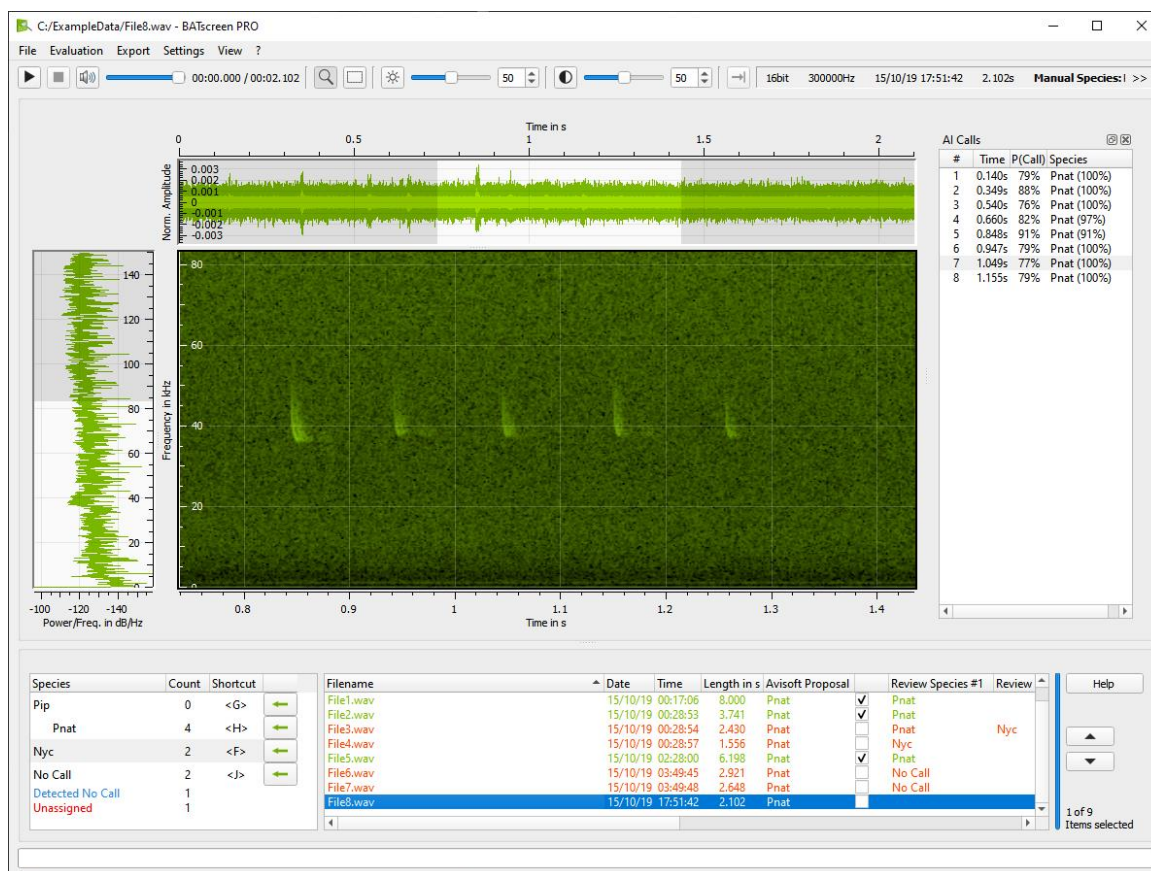 C:/ExampleData/File8.wav - BATscreen PRO
File Evaluation Export Settings View ?
00:00.000 / 00:02.102 50 50 16bit 300000Hz 15/10/19 17:51:42 2.102s Manual Species: >>
Time in s
0 0.5 1 1.5 2
Norm. Amplitude
0.003
0.002
0.001
0
-0.001
-0.002
-0.003
AI Calls
# Time P(Call) Species
1 0.140s 79% Pnat (100%)
2 0.349s 88% Pnat (100%)
3 0.540s 76% Pnat (100%)
4 0.660s 82% Pnat (97%)
5 0.848s 91% Pnat (91%)
6 0.947s 79% Pnat (100%)
7 1.049s 77% Pnat (100%)
8 1.155s 79% Pnat (100%)
140
120
100
80
60
40
20
0
-100 -120 -140
Power/Freq. in dB/Hz
Frequency in kHz
80
60
40
20
0
0.8 0.9 1 1.1 1.2 1.3 1.4
Time in s
Species Count Shortcut
Pip 0 <G>
Pnat 4 <H>
Nyc 2 <F>
No Call 2 <J>
Detected No Call 1
Unassigned 1
Filename Date Time Length in s Avisoft Proposal Review Species #1 Review
File1.wav 15/10/19 00:17:06 8.000 Pnat Pnat
File2.wav 15/10/19 00:28:53 3.741 Pnat Pnat
File3.wav 15/10/19 00:28:54 2.430 Pnat Pnat Nyc
File4.wav 15/10/19 00:28:57 1.556 Pnat Nyc
File5.wav 15/10/19 02:28:00 6.198 Pnat Pnat
File6.wav 15/10/19 03:49:45 2.921 Pnat No Call
File7.wav 15/10/19 03:49:48 2.648 Pnat No Call
File8.wav 15/10/19 17:51:42 2.102 Pnat
Help
1 of 9
Items selected